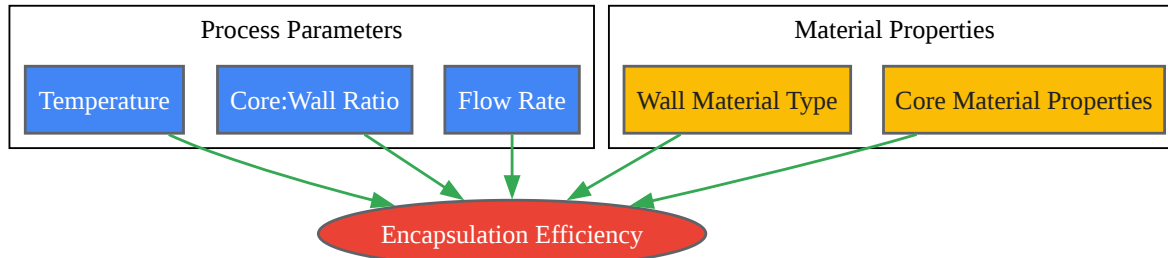 Process Parameters
Material Properties
Temperature
Core:Wall Ratio
Flow Rate
Wall Material Type
Core Material Properties
Encapsulation Efficiency